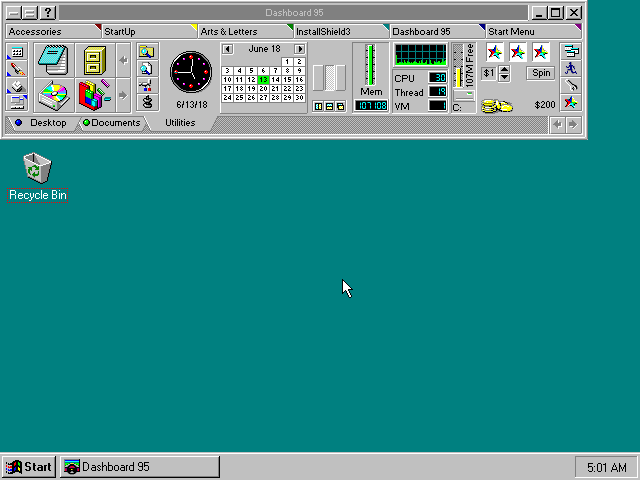 Dashboard 95
Accessories StartUp Arts & Letters InstallShield3 Dashboard 95 Start Menu
June 18
1 2
3 4 5 6 7 8 9
10 11 12 13 14 15 16
17 18 19 20 21 22 23
24 25 26 27 28 29 30
6/13/18
Mem
107108
CPU 30
Thread 19
VM 1
107M Free
C:
$1 Spin
$200
Desktop Documents Utilities
Recycle Bin
Start Dashboard 95 5:01 AM